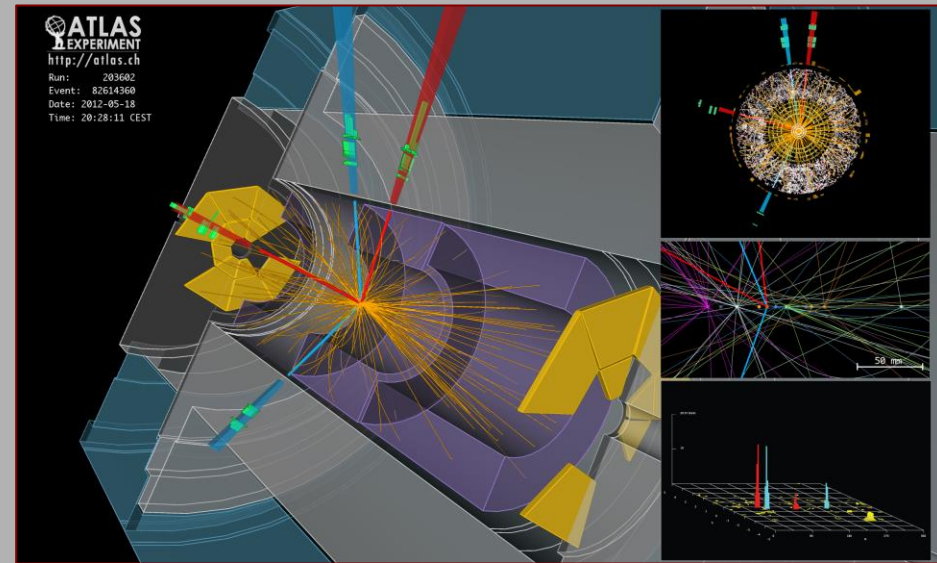 ATLAS
EXPERIMENT
http://atlas.ch
Run: 203602
Event: 82614360
Date: 2012-05-18
Time: 20:28:11 CEST
50 mm